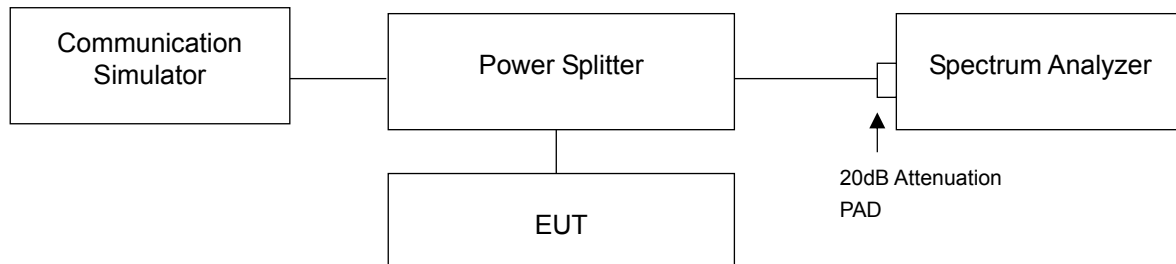 Communication
Simulator
Power Splitter
Spectrum Analyzer
20dB Attenuation
PAD
EUT